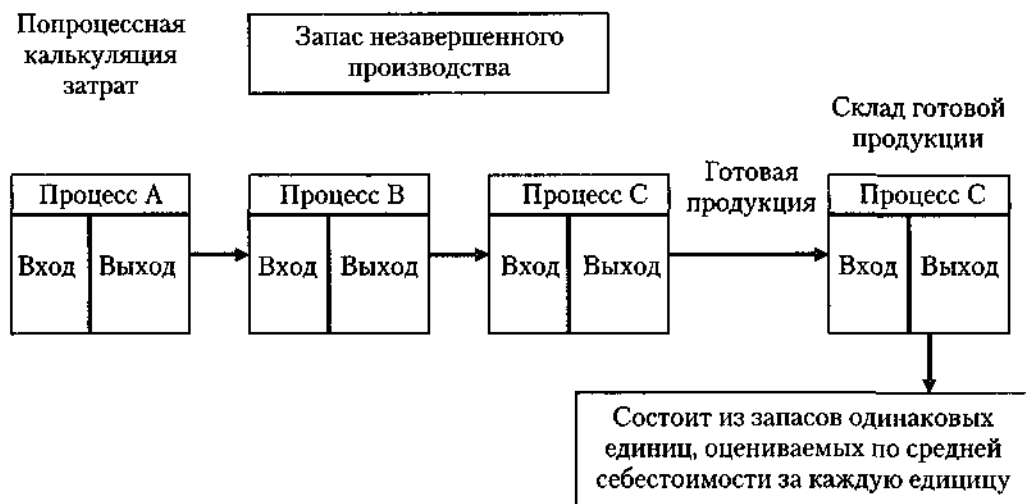 Попроцессная
калькуляция
затрат
Запас незавершенного
производства
Склад готовой
продукции
Процесс А
Вход
Выход
Процесс В
Вход
Выход
Процесс С
Вход
Выход
Готовая
продукция
Процесс С
Вход
Выход
Состоит из запасов одинаковых
единиц, оцениваемых по средней
себестоимости за каждую едицицу